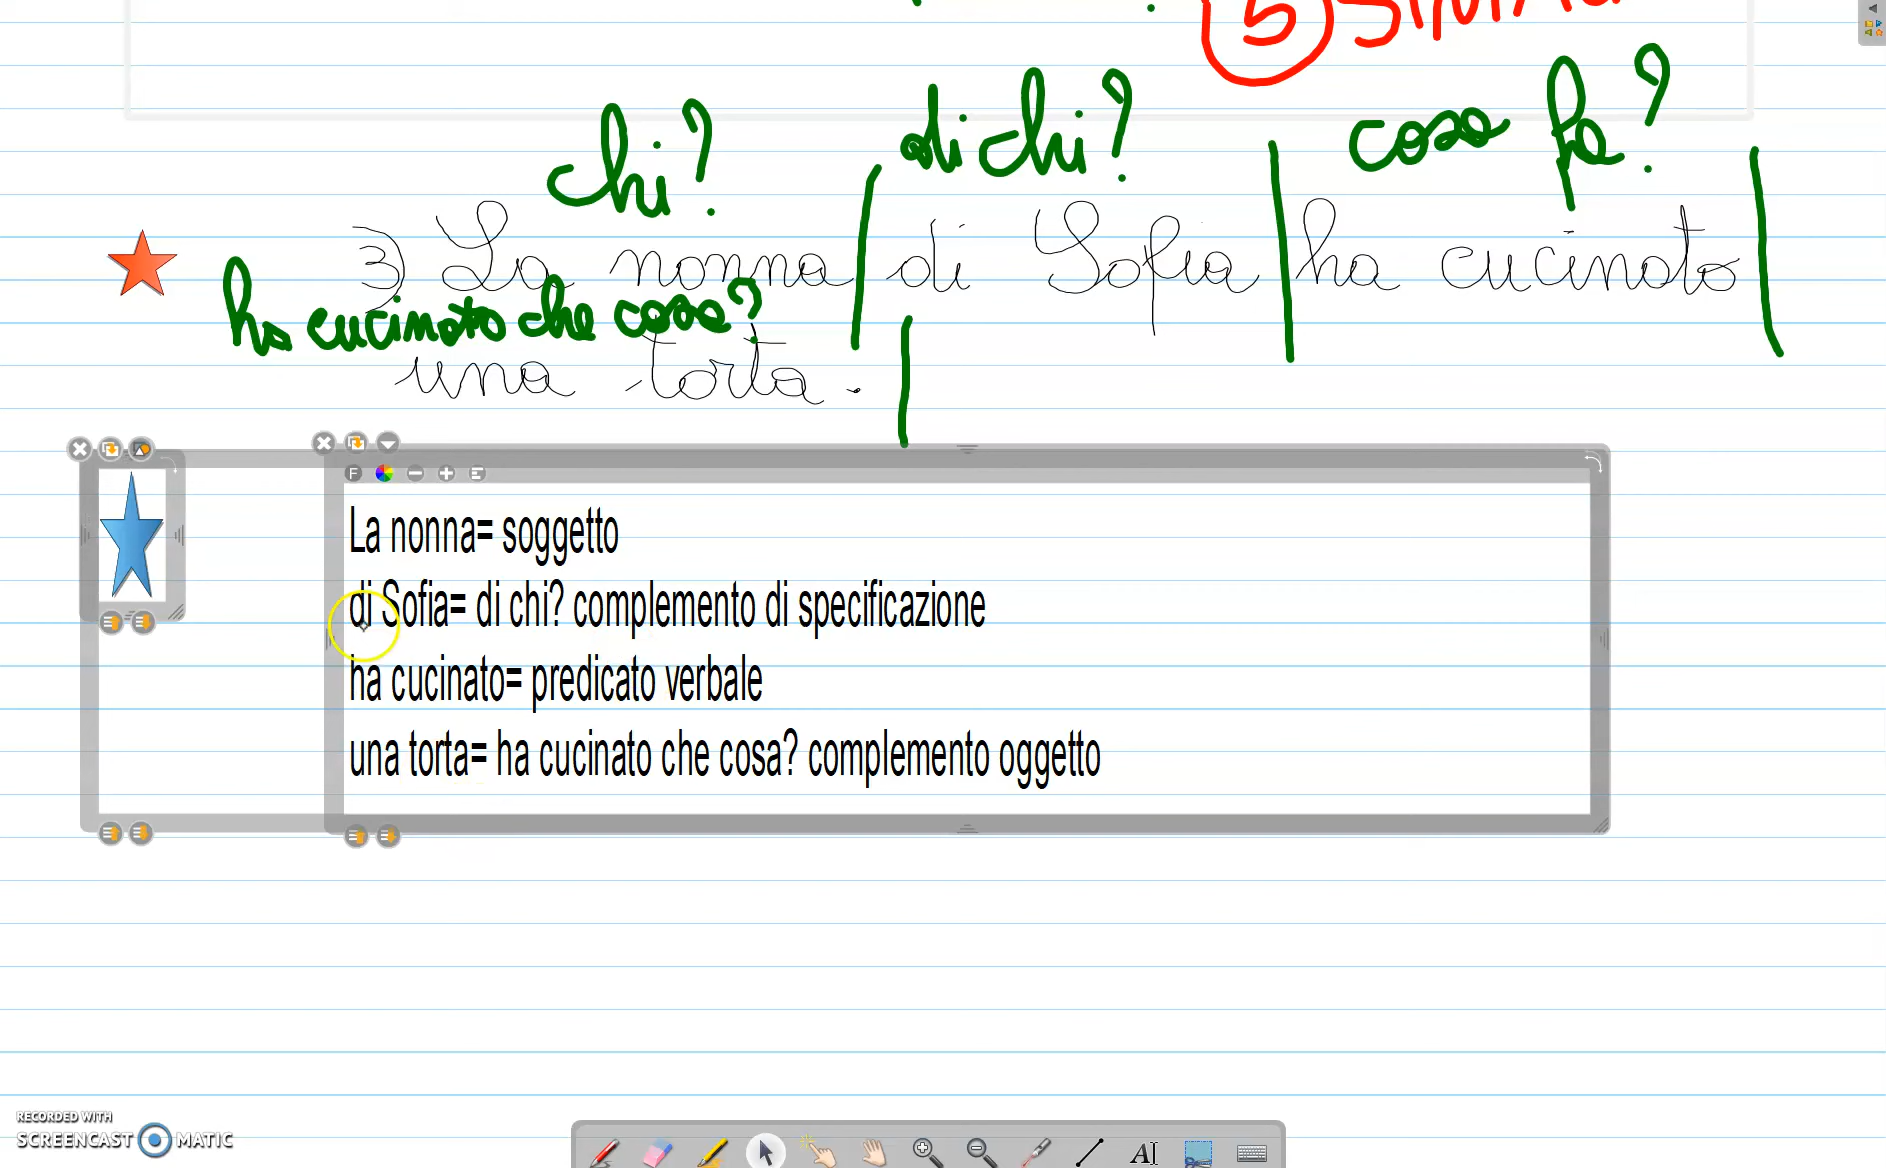 5
chi? di chi? cosa fa?
3) La nonna di Sofia ha cucinato
ha cucinato che cosa?
una torta.
La nonna= soggetto
di Sofia= di chi? complemento di specificazione
ha cucinato= predicato verbale
una torta= ha cucinato che cosa? complemento oggetto
RECORDED WITH
SCREENCAST MATIC